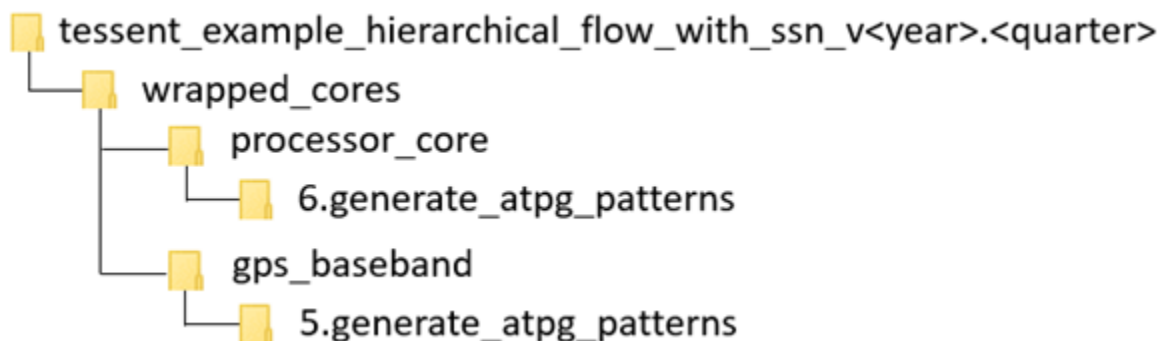 tessent_example_hierarchical_flow_with_ssn_v<year>.<quarter>
wrapped_cores
processor_core
6.generate_atpg_patterns
gps_baseband
5.generate_atpg_patterns